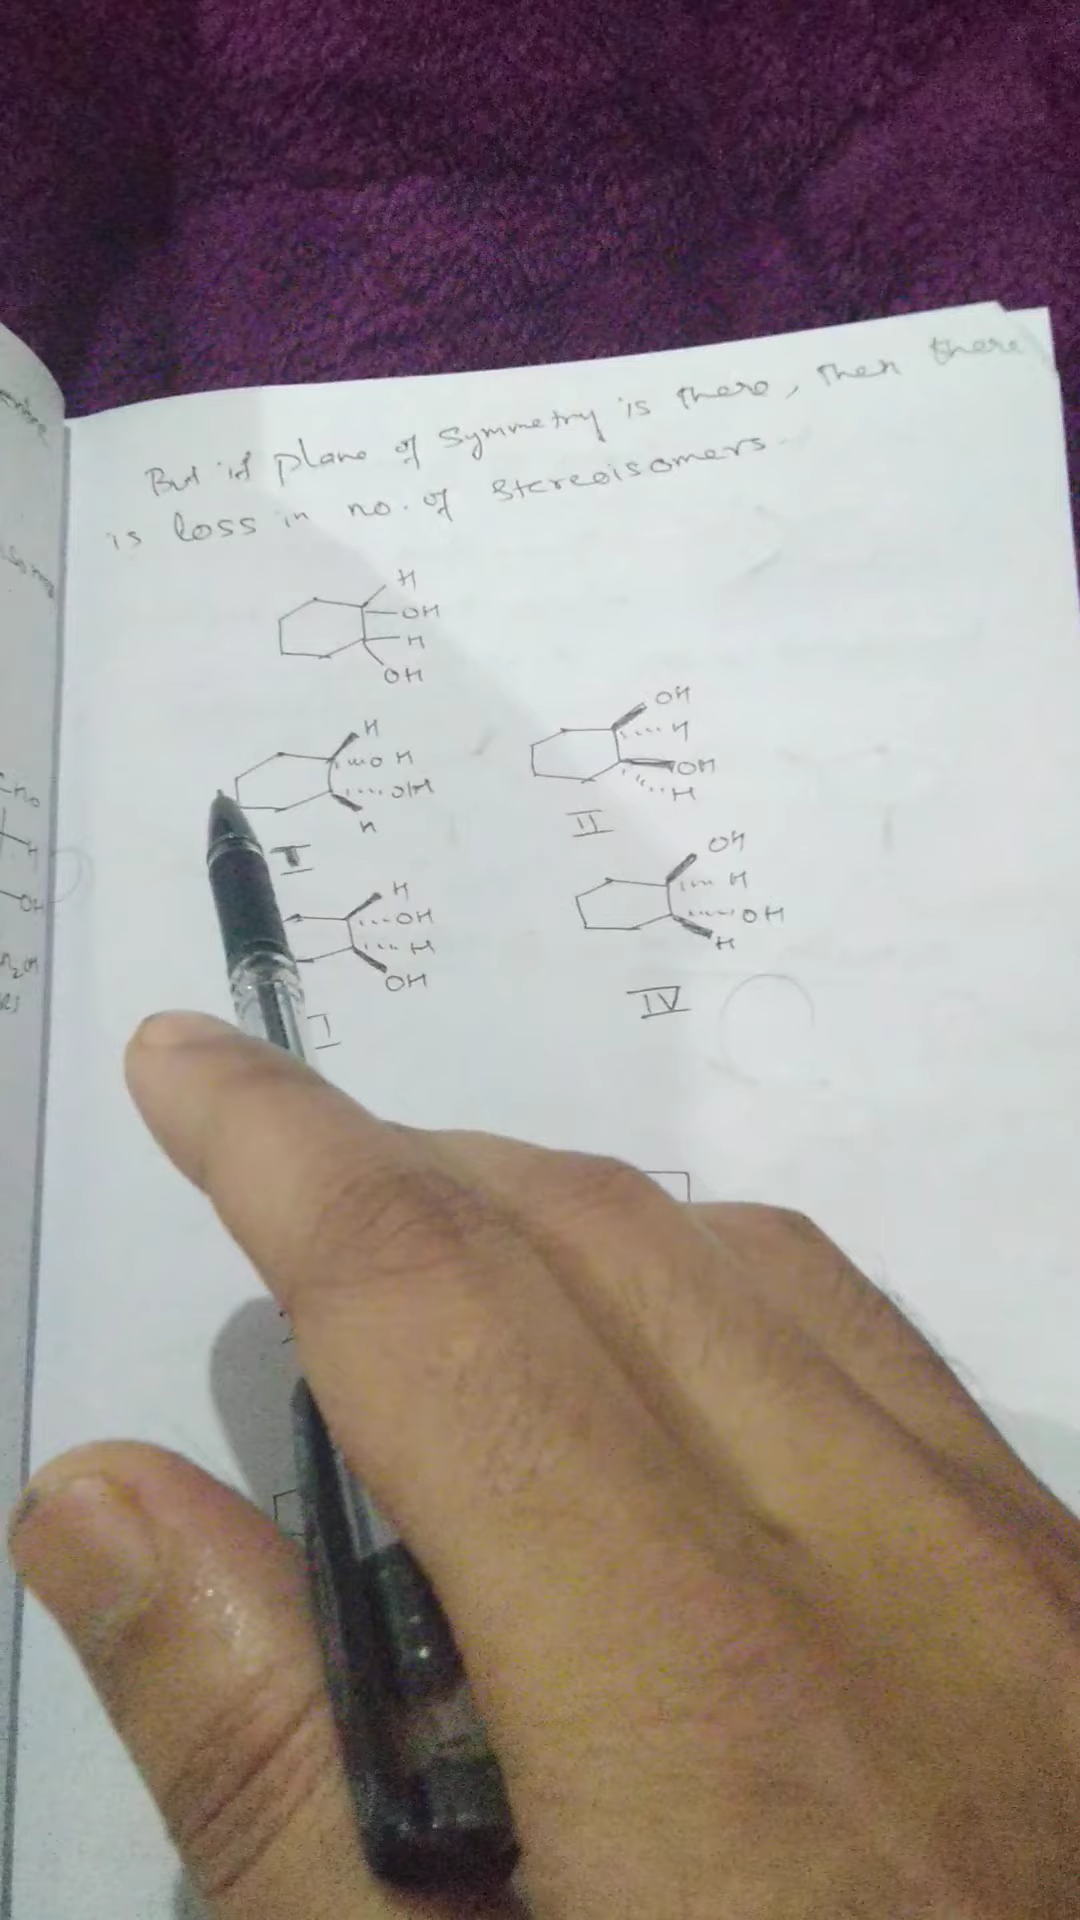 But if plane of Symmetry is there, then there
is loss in no. of Stereoisomers.
H
OH
H
OH
H
OH
OH
H
I
OH
H
OH
H
II
H
OH
H
OH
I
OH
H
OH
H
IV
OH